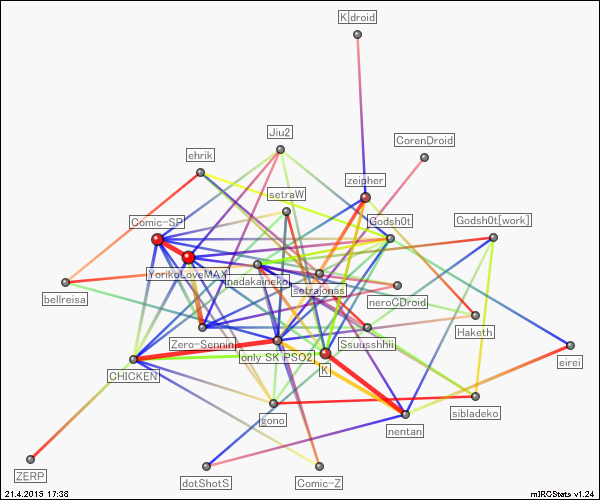 K|droid
Jiu2
CorenDroid
ehrik
zeipher
setraW
Comic-SP
Godsh0t
Godsh0t[work]
YorikoLoveMAX
nadakaineko
setrajonas
bellreisa
neroCDroid
Haketh
Zero-Sennin
Ssuusshhii
only SK PSO2
eirei
K
CHICKEN
gono
sibladeko
nentan
ZERP
dotShotS
Comic-Z
21.4.2015 17:38
mIRCStats v1.24